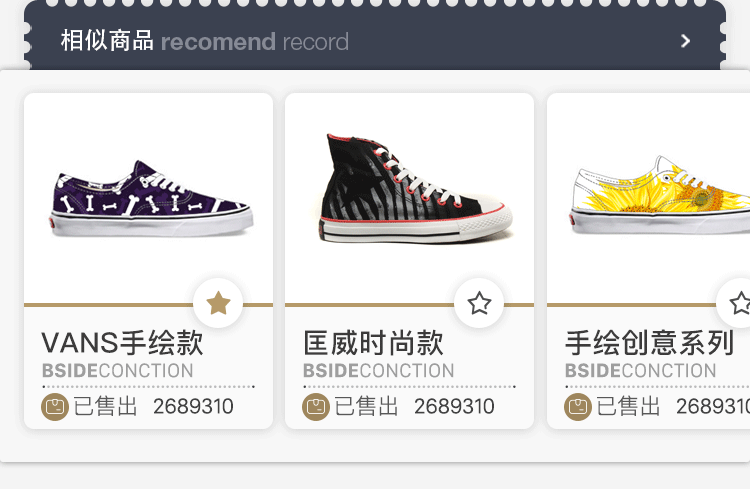 相似商品 recomend record
VANS手绘款
BSIDECONCTION
已售出 2689310
匡威时尚款
BSIDECONCTION
已售出 2689310
手绘创意系列
BSIDECONCTION
已售出